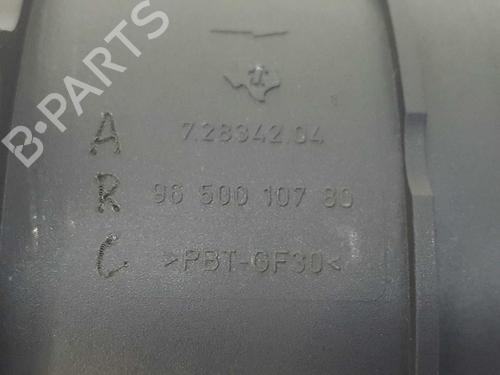 B-PARTS
7.28342.04
A
R 96 500 107 80
C >PBT-GF30<